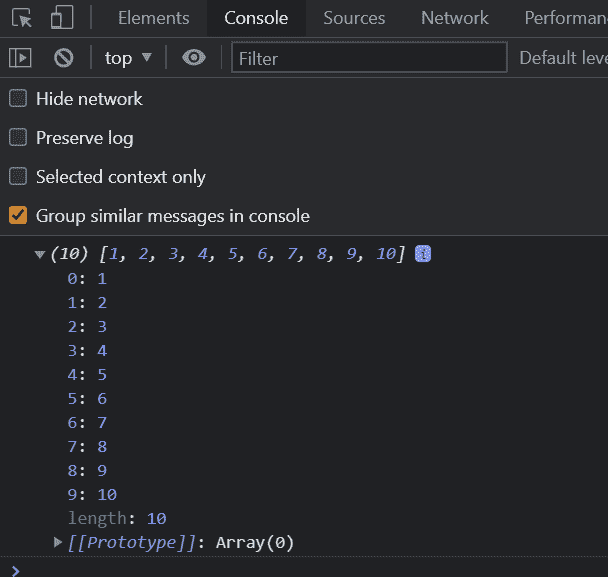 Elements Console Sources Network Performan
top Filter Default leve
Hide network
Preserve log
Selected context only
Group similar messages in console
(10) [1, 2, 3, 4, 5, 6, 7, 8, 9, 10] i
0: 1
1: 2
2: 3
3: 4
4: 5
5: 6
6: 7
7: 8
8: 9
9: 10
length: 10
[[Prototype]]: Array(0)